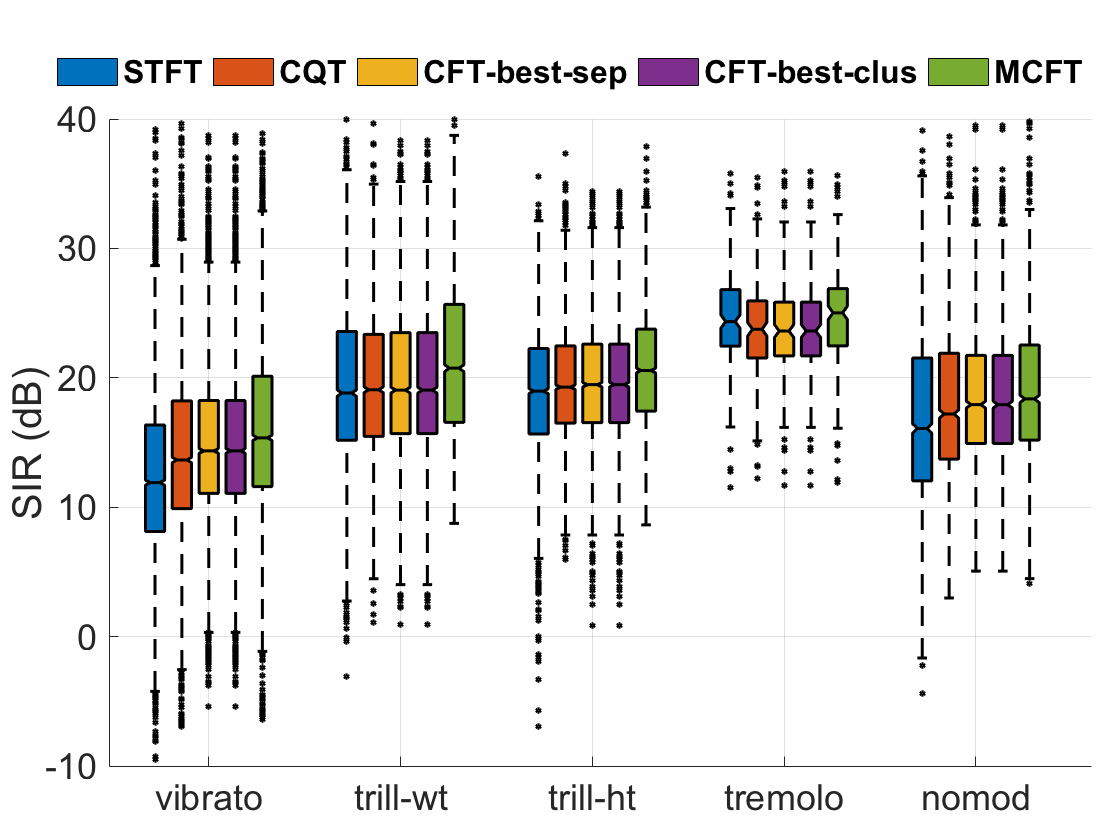 STFT CQT CFT-best-sep CFT-best-clus MCFT
40
30
20
10
0
-10
SIR (dB)
vibrato trill-wt trill-ht tremolo nomod